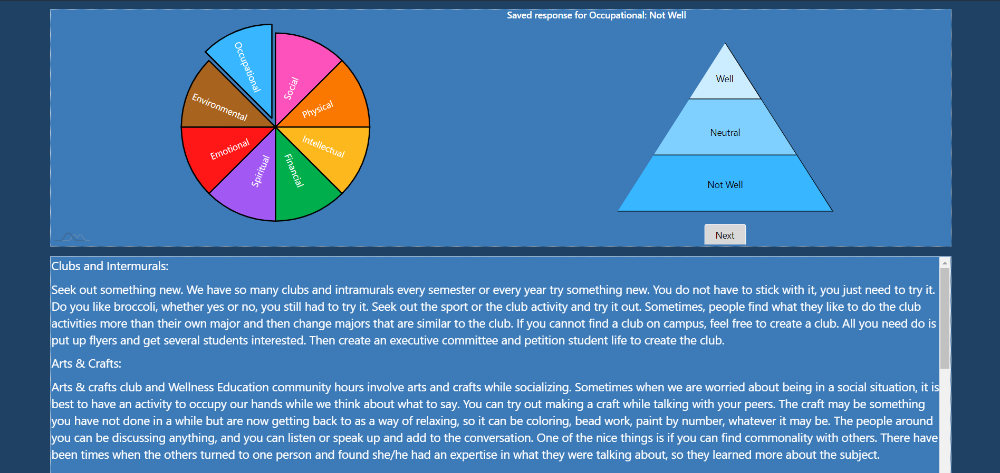 Saved response for Occupational: Not Well
Occupational
Social
Physical
Intellectual
Financial
Spiritual
Emotional
Environmental
Well
Neutral
Not Well
Next
Clubs and Intermurals:
Seek out something new. We have so many clubs and intramurals every semester or every year try something new. You do not have to stick with it, you just need to try it.
Do you like broccoli, whether yes or no, you still had to try it. Seek out the sport or the club activity and try it out. Sometimes, people find what they like to do the club
activities more than their own major and then change majors that are similar to the club. If you cannot find a club on campus, feel free to create a club. All you need do is
put up flyers and get several students interested. Then create an executive committee and petition student life to create the club.
Arts & Crafts:
Arts & crafts club and Wellness Education community hours involve arts and crafts while socializing. Sometimes when we are worried about being in a social situation, it is
best to have an activity to occupy our hands while we think about what to say. You can try out making a craft while talking with your peers. The craft may be something
you have not done in a while but are now getting back to as a way of relaxing, so it can be coloring, bead work, paint by number, whatever it may be. The people around
you can be discussing anything, and you can listen or speak up and add to the conversation. One of the nice things is if you can find commonality with others. There have
been times when the others turned to one person and found she/he had an expertise in what they were talking about, so they learned more about the subject.